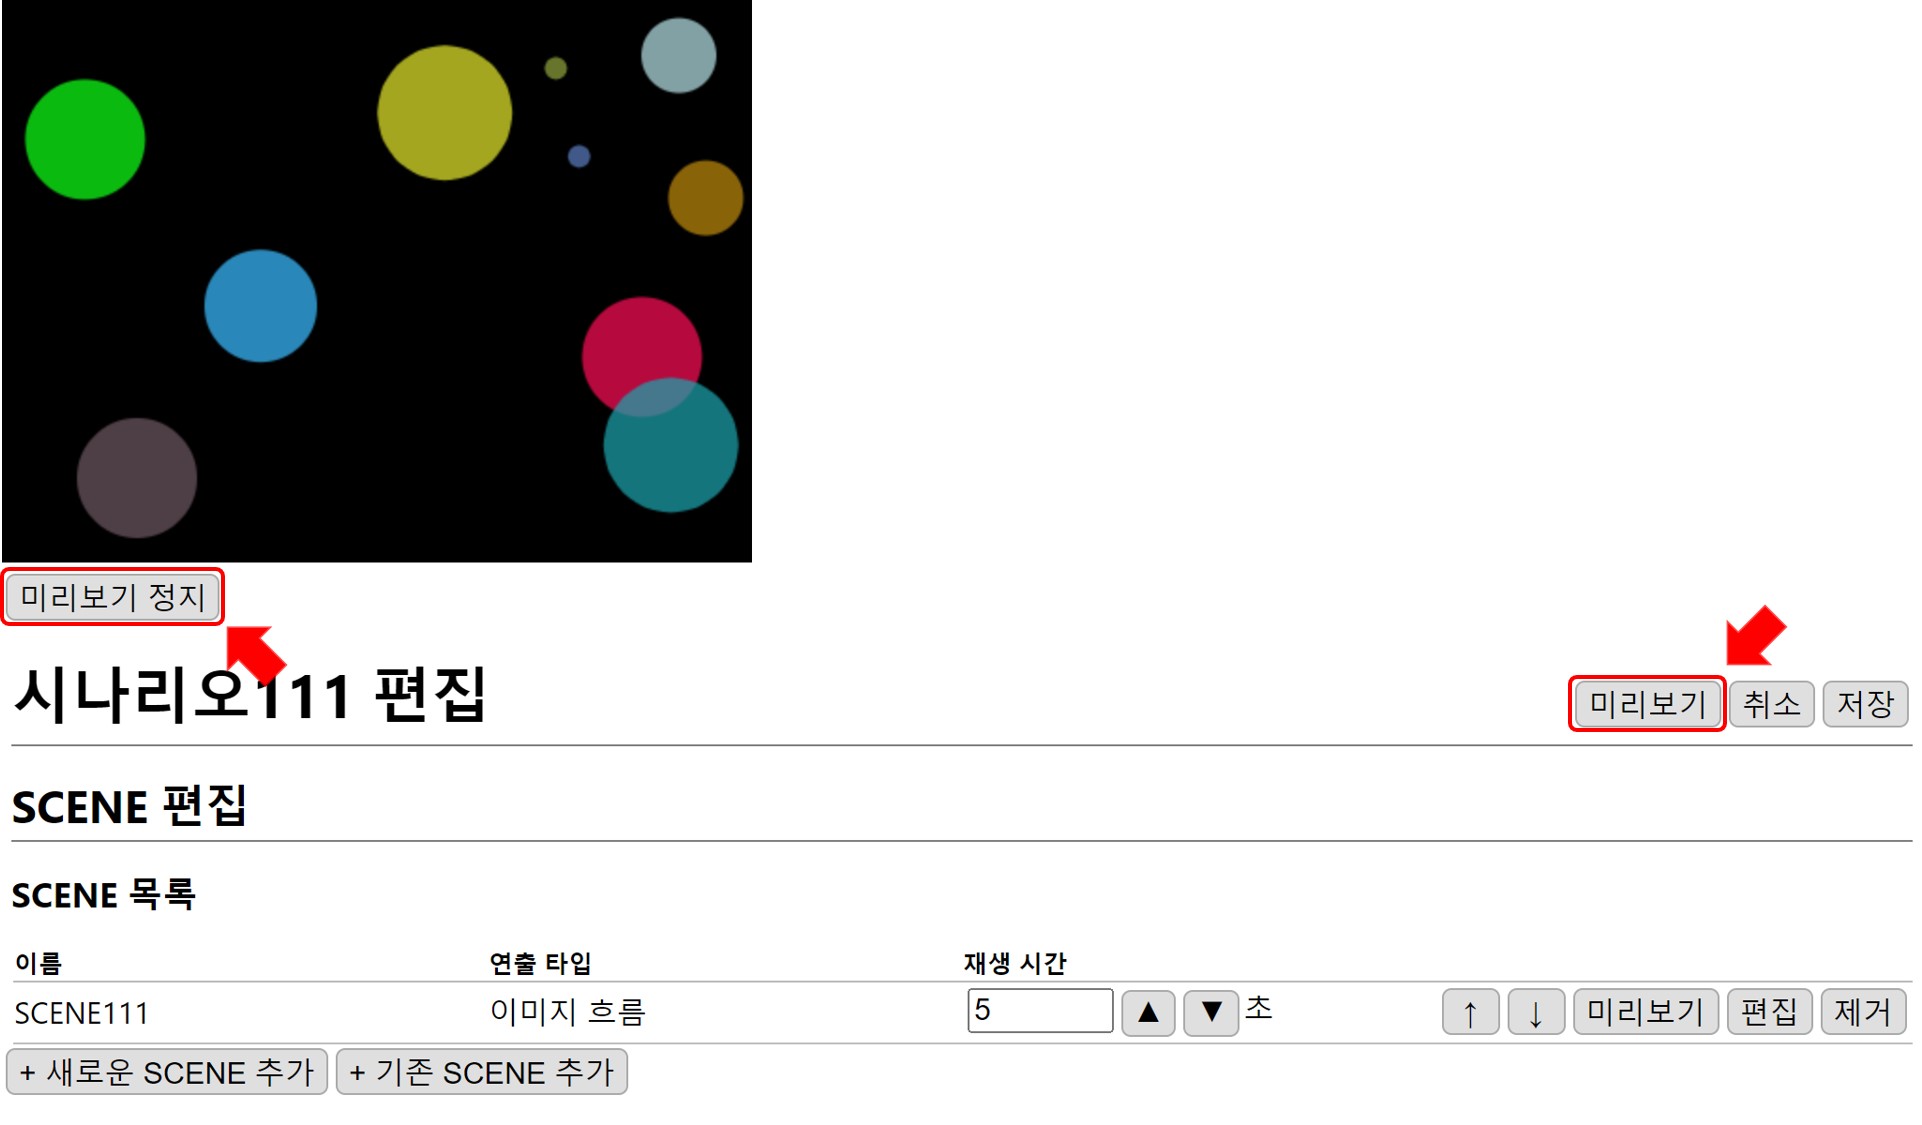 미리보기 정지
시나리오111 편집
미리보기 취소 저장
SCENE 편집
SCENE 목록
이름 연출 타입 재생 시간
SCENE111 이미지 흐름 5 ▲ ▼ 초 ↑ ↓ 미리보기 편집 제거
+ 새로운 SCENE 추가 + 기존 SCENE 추가